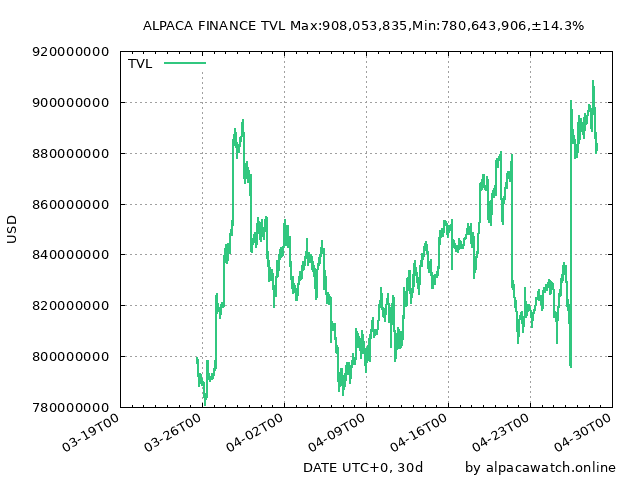 ALPACA FINANCE TVL Max:908,053,835,Min:780,643,906,±14.3%
920000000
TVL
900000000
880000000
860000000
840000000
820000000
800000000
780000000
USD
03-19T00
03-26T00
04-02T00
04-09T00
04-16T00
04-23T00
04-30T00
DATE UTC+0, 30d
by alpacawatch.online